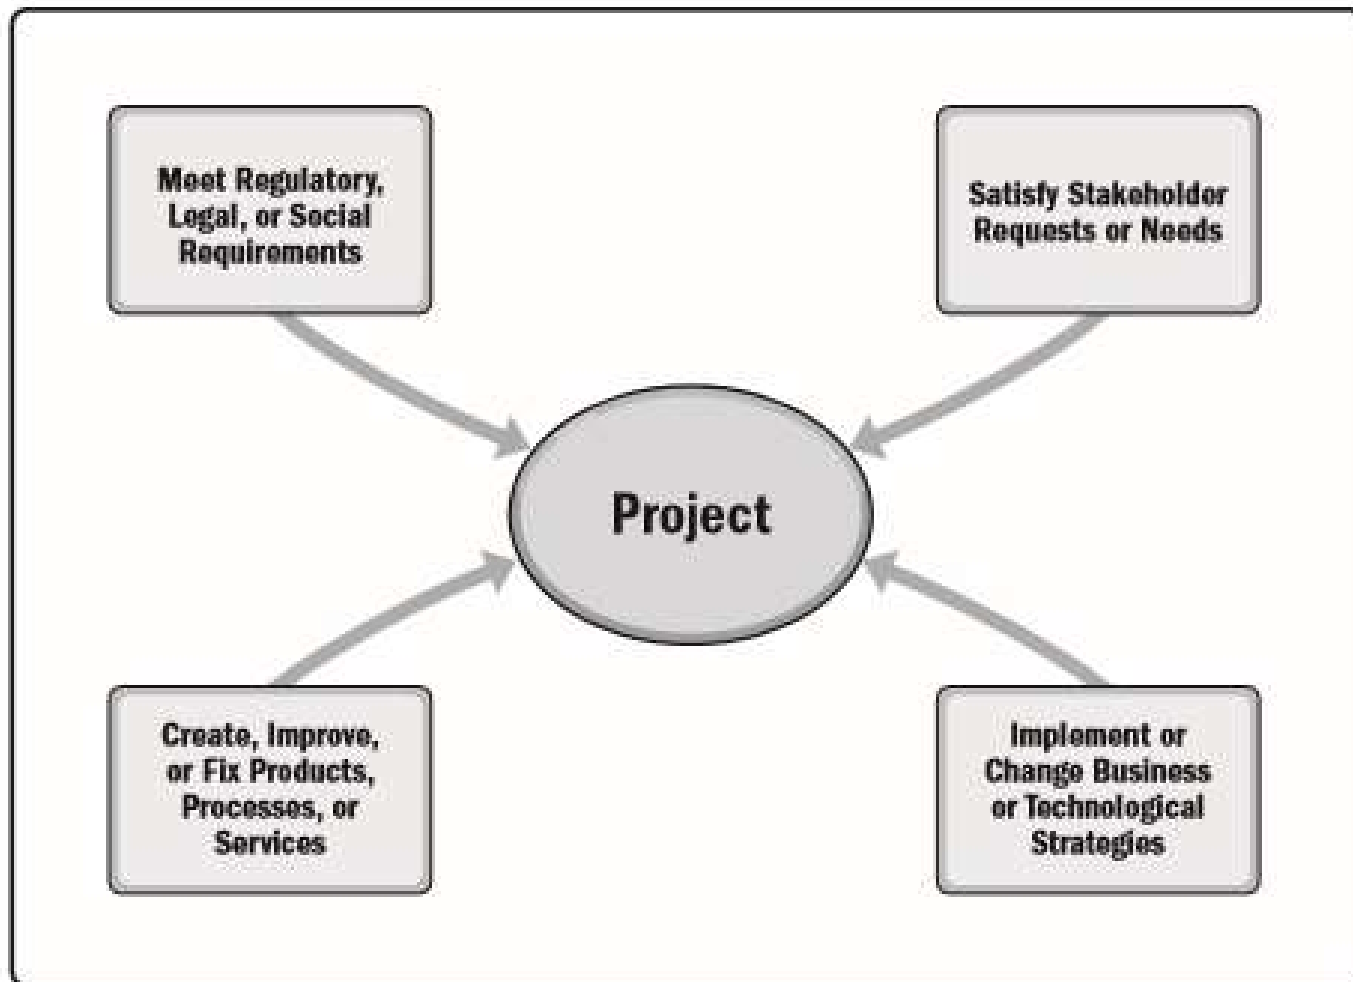 Meet Regulatory,
Legal, or Social
Requirements
Satisfy Stakeholder
Requests or Needs
Project
Create, Improve,
or Fix Products,
Processes, or
Services
Implement or
Change Business
or Technological
Strategies